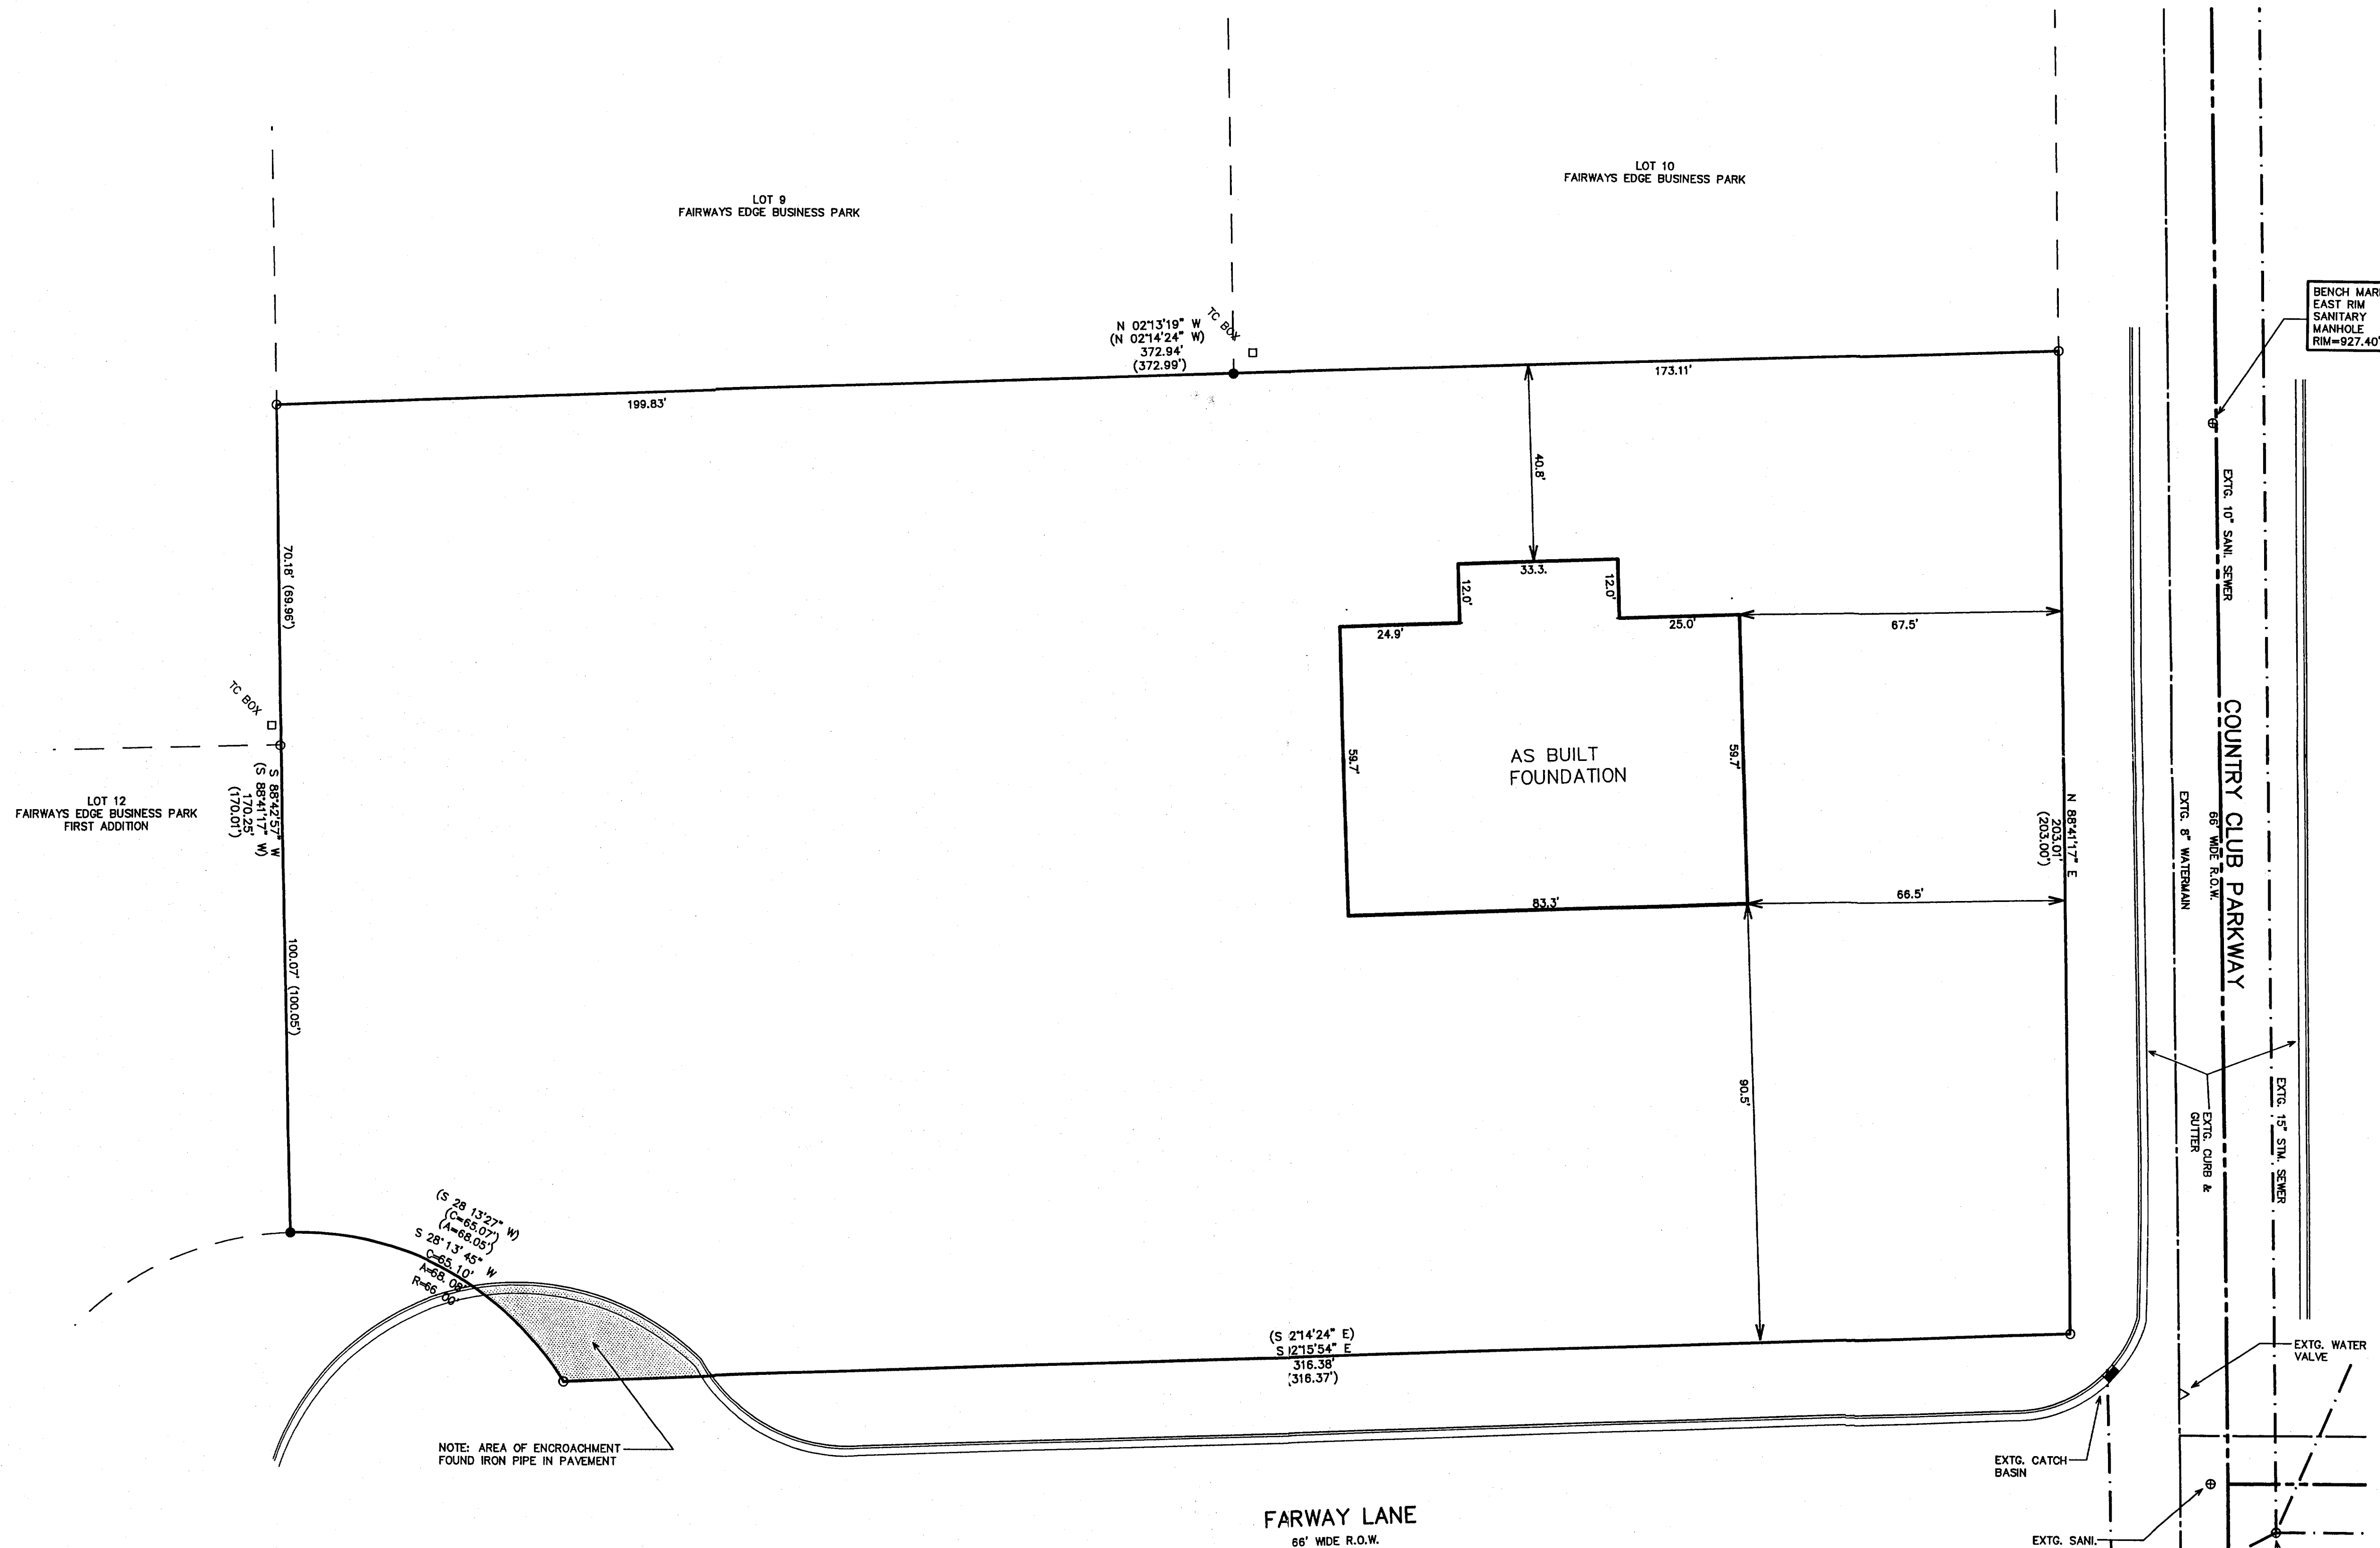 LOT 9
FAIRWAYS EDGE BUSINESS PARK
LOT 10
FAIRWAYS EDGE BUSINESS PARK
BENCH MAR
EAST RIM
SANITARY
MANHOLE
RIM=927.40'
N 02°13'19" W
(N 02°14'24" W)
372.94'
(372.99')
TC BOX
199.83'
173.11'
40.8'
33.3.
12.0'
12.0'
24.9'
25.0'
67.5'
59.7'
59.7'
AS BUILT
FOUNDATION
83.3'
66.5'
90.5'
70.18' (69.96')
TC BOX
S 88°42'57" W
(S 88°41'17" W)
170.25'
(170.01')
100.07' (100.05')
LOT 12
FAIRWAYS EDGE BUSINESS PARK
FIRST ADDITION
N 88°41'17" E
203.01'
(203.00')
EXTG. 10" SANI. SEWER
COUNTRY CLUB PARKWAY
66' WIDE R.O.W.
EXTG. 8" WATERMAIN
EXTG. CURB &
GUTTER
EXTG. 15" STM. SEWER
(S 28 13'27" W)
(C=65.07')
(A=68.05')
S 28°13'45" W
C=65.10'
A=68.08'
R=66.00'
(S 2°14'24" E)
S 2°15'54" E
316.38'
(316.37')
NOTE: AREA OF ENCROACHMENT
FOUND IRON PIPE IN PAVEMENT
EXTG. WATER
VALVE
EXTG. CATCH
BASIN
EXTG. SANI.
FARWAY LANE
66' WIDE R.O.W.